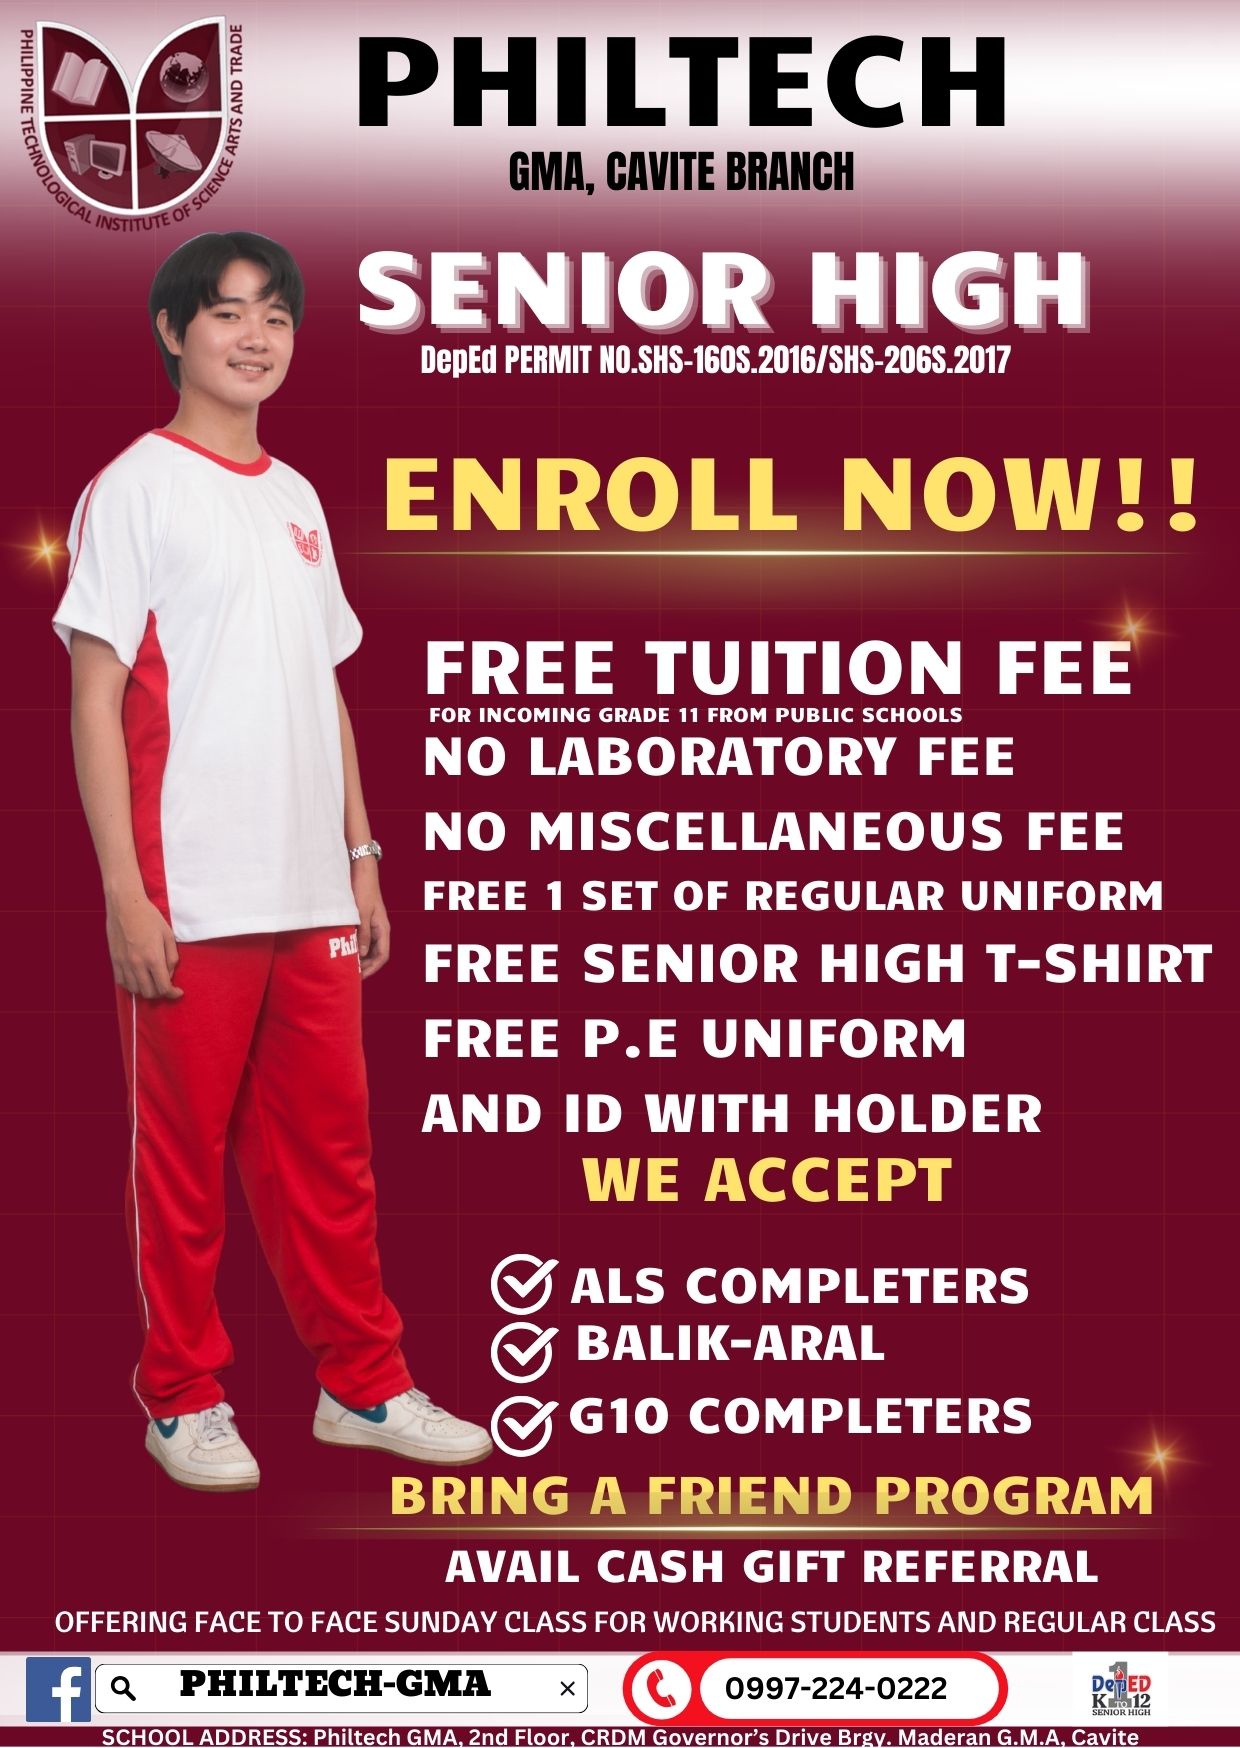 PHILIPPINE TECHNOLOGICAL INSTITUTE OF SCIENCE ARTS AND TRADE
PHILTECH
GMA, CAVITE BRANCH
SENIOR HIGH
DepEd PERMIT NO.SHS-160S.2016/SHS-206S.2017
ENROLL NOW!!
FREE TUITION FEE
FOR INCOMING GRADE 11 FROM PUBLIC SCHOOLS
NO LABORATORY FEE
NO MISCELLANEOUS FEE
FREE 1 SET OF REGULAR UNIFORM
FREE SENIOR HIGH T-SHIRT
FREE P.E UNIFORM
AND ID WITH HOLDER
WE ACCEPT
ALS COMPLETERS
BALIK-ARAL
G10 COMPLETERS
BRING A FRIEND PROGRAM
AVAIL CASH GIFT REFERRAL
OFFERING FACE TO FACE SUNDAY CLASS FOR WORKING STUDENTS AND REGULAR CLASS
PHILTECH-GMA
0997-224-0222
DepED
K TO 12
SENIOR HIGH
SCHOOL ADDRESS: Philtech GMA, 2nd Floor, CRDM Governor's Drive Brgy. Maderan G.M.A, Cavite